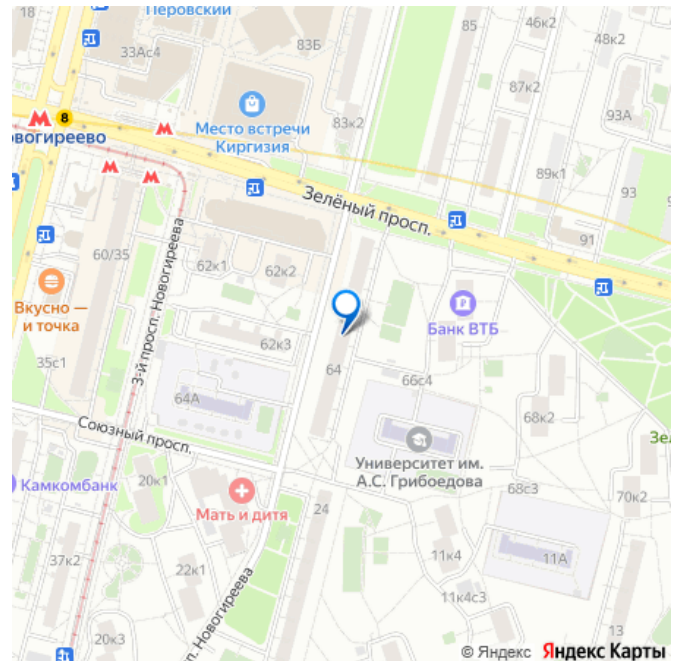 Перовский
18
33Ас4
83Б
85
46к2
48к2
87к2
93А
8
Место встречи
Киргизия
83к2
89к1
93
вогиреево
Зелёный просп.
91
60/35
62к1
62к2
3-й просп. Новогиреева
Вкусно —
и точка
Банк ВТБ
35с1
62к3
64
66с4
64А
68к2
Союзный просп.
Зел
Университет им.
А.С. Грибоедова
Камкомбанк
20к1
Мать и дитя
24
68с3
70к2
37к2
22к1
11к4
11А
п. Новогиреева
11к4с3
20к3
13
© Яндекс Яндекс Карты